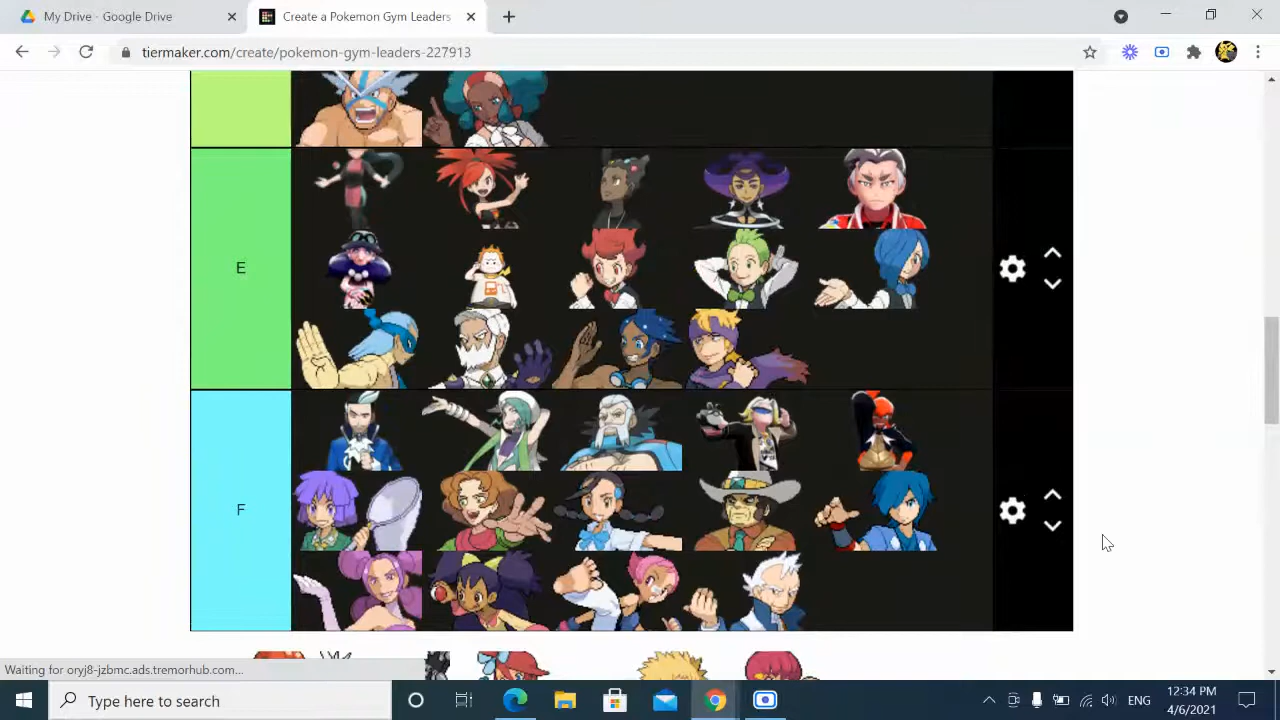 My Drive - Google Drive
Create a Pokemon Gym Leaders
tiermaker.com/create/pokemon-gym-leaders-227913
E
F
Waiting for oryj8-jzbmc.ads.tremorhub.com...
Type here to search
ENG
12:34 PM
4/6/2021